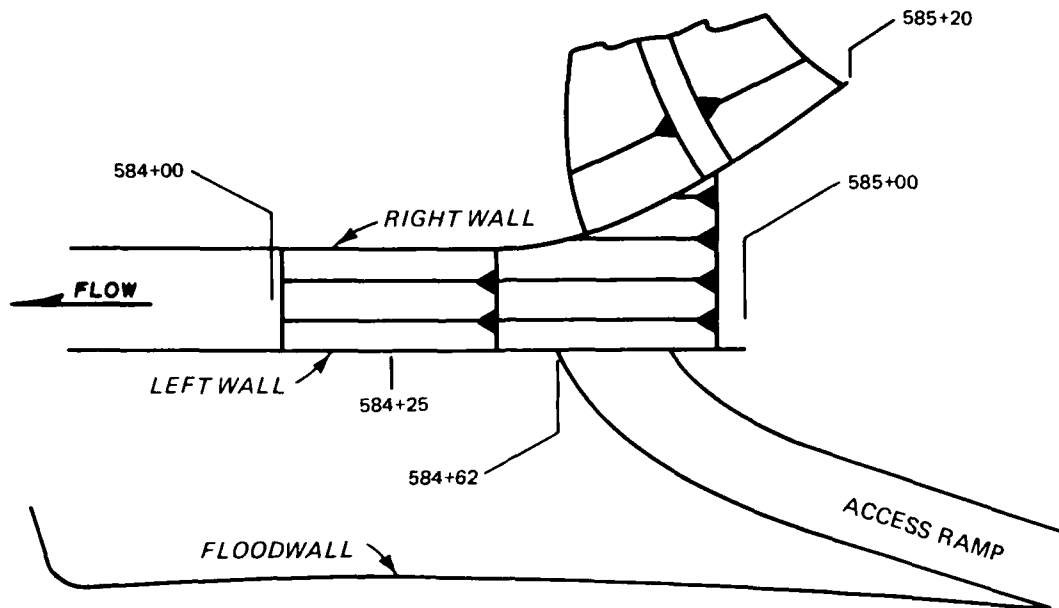 585+20
584+00
585+00
RIGHT WALL
FLOW
LEFT WALL
584+25
584+62
ACCESS RAMP
FLOODWALL